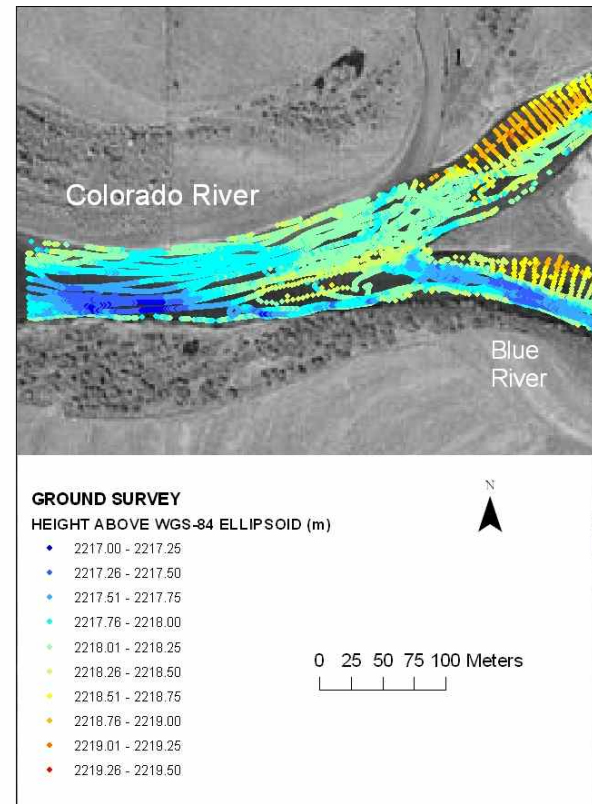 Colorado River
Blue
River
GROUND SURVEY
HEIGHT ABOVE WGS-84 ELLIPSOID (m)
2217.00 - 2217.25
2217.26 - 2217.50
2217.51 - 2217.75
2217.76 - 2218.00
2218.01 - 2218.25
2218.26 - 2218.50
2218.51 - 2218.75
2218.76 - 2219.00
2219.01 - 2219.25
2219.26 - 2219.50
N
0 25 50 75 100 Meters